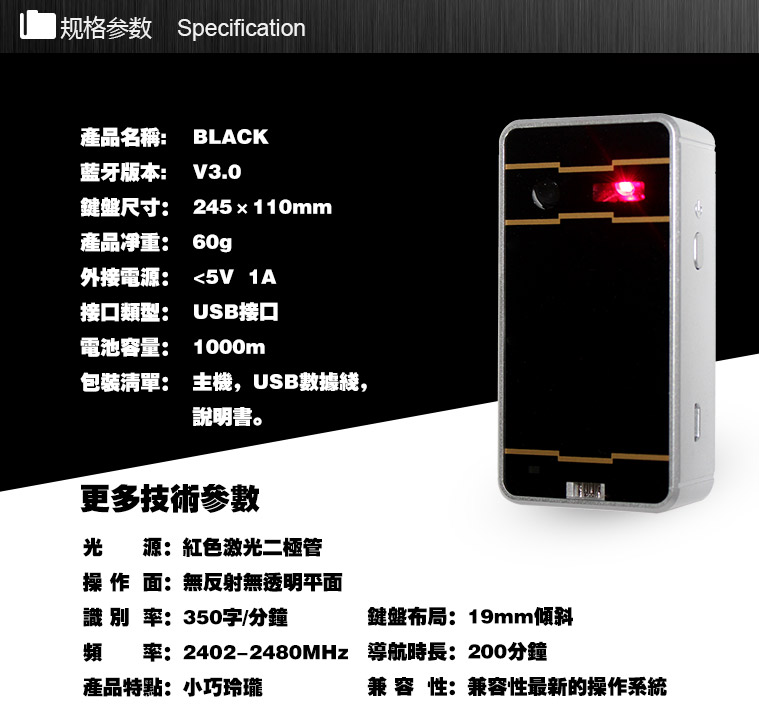 规格参数 Specification
產品名稱: BLACK
藍牙版本: V3.0
鍵盤尺寸: 245×110mm
產品凈重: 60g
外接電源: <5V 1A
接口類型: USB接口
電池容量: 1000m
包裝清單: 主機，USB數據綫，
說明書。
更多技術參數
光 源: 紅色激光二極管
操作 面: 無反射無透明平面
識別 率: 350字/分鐘 鍵盤布局: 19mm傾斜
頻 率: 2402-2480MHz 導航時長: 200分鐘
產品特點: 小巧玲瓏 兼容 性: 兼容性最新的操作系統